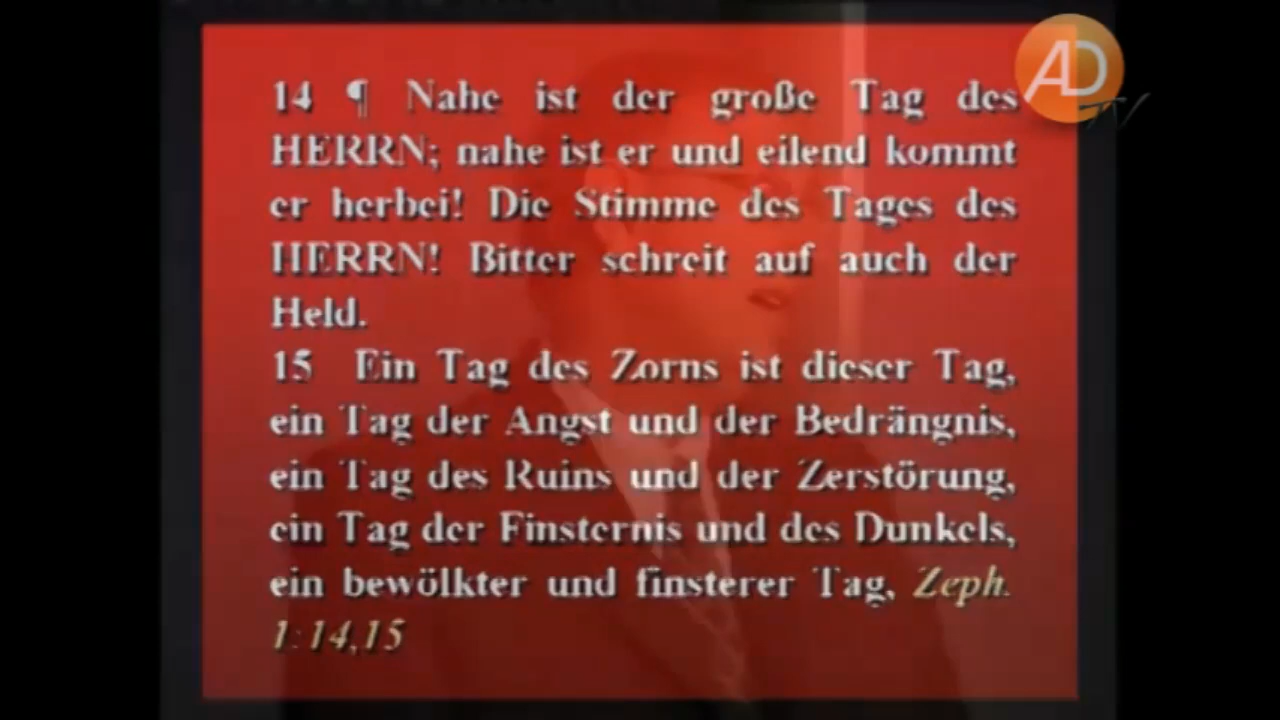 14 ¶ Nahe ist der große Tag des
HERRN; nahe ist er und eilend kommt
er herbei! Die Stimme des Tages des
HERRN! Bitter schreit auf auch der
Held.
15 Ein Tag des Zorns ist dieser Tag,
ein Tag der Angst und der Bedrängnis,
ein Tag des Ruins und der Zerstörung,
ein Tag der Finsternis und des Dunkels,
ein bewölkter und finsterer Tag, Zeph.
1:14,15
AD
TV